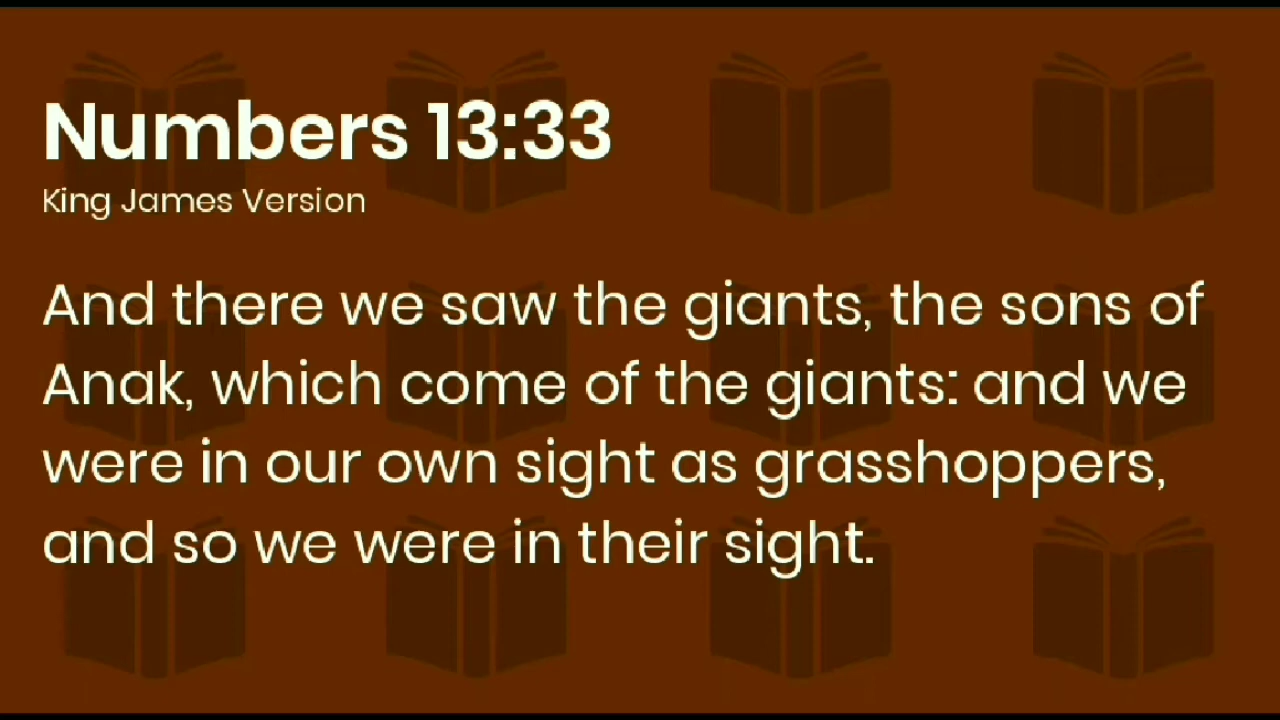 Numbers 13:33
King James Version
And there we saw the giants, the sons of
Anak, which come of the giants: and we
were in our own sight as grasshoppers,
and so we were in their sight.